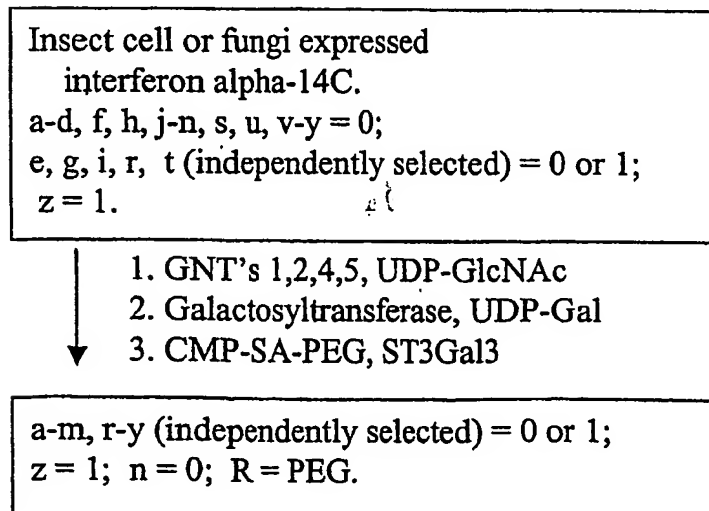 Insect cell or fungi expressed
interferon alpha-14C.
a-d, f, h, j-n, s, u, v-y = 0;
e, g, i, r, t (independently selected) = 0 or 1;
z = 1.
1. GNT's 1,2,4,5, UDP-GlcNAc
2. Galactosyltransferase, UDP-Gal
3. CMP-SA-PEG, ST3Gal3
a-m, r-y (independently selected) = 0 or 1;
z = 1; n = 0; R = PEG.